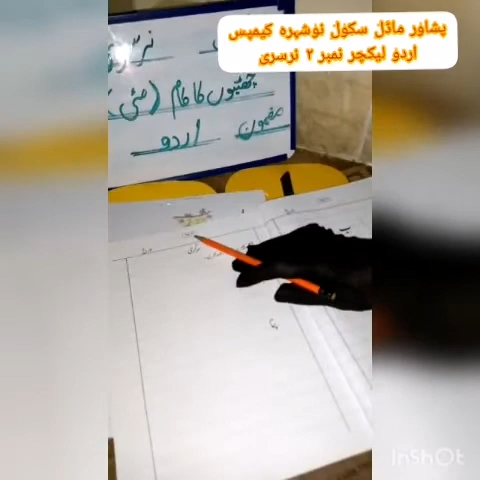 پشاور ماڈل سکول نوشہرہ کیمپس
اردو لیکچر نمبر ۲ نرسری
چھٹیوں کا کام (مئی
مضمون اردو
InShOt